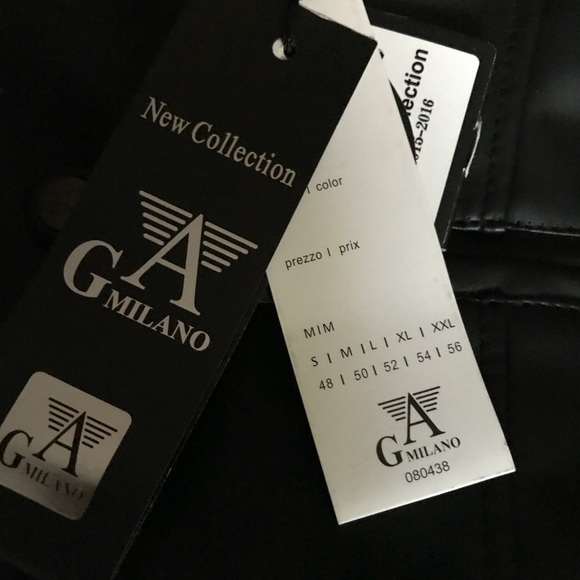 New Collection
GA
MILANO
GA
MILANO
color
prezzo | prix
MIM
S | M | L | XL | XXL
48 | 50 | 52 | 54 | 56
GA
MILANO
080438
2016